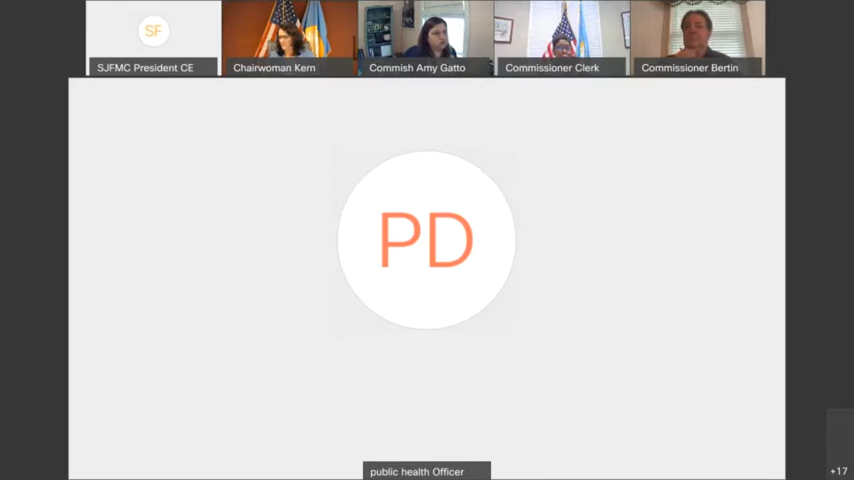 SF
SJFMC President CE
Chairwoman Kern
Commish Amy Gatto
Commissioner Clerk
Commissioner Bertin
PD
public health Officer
+17